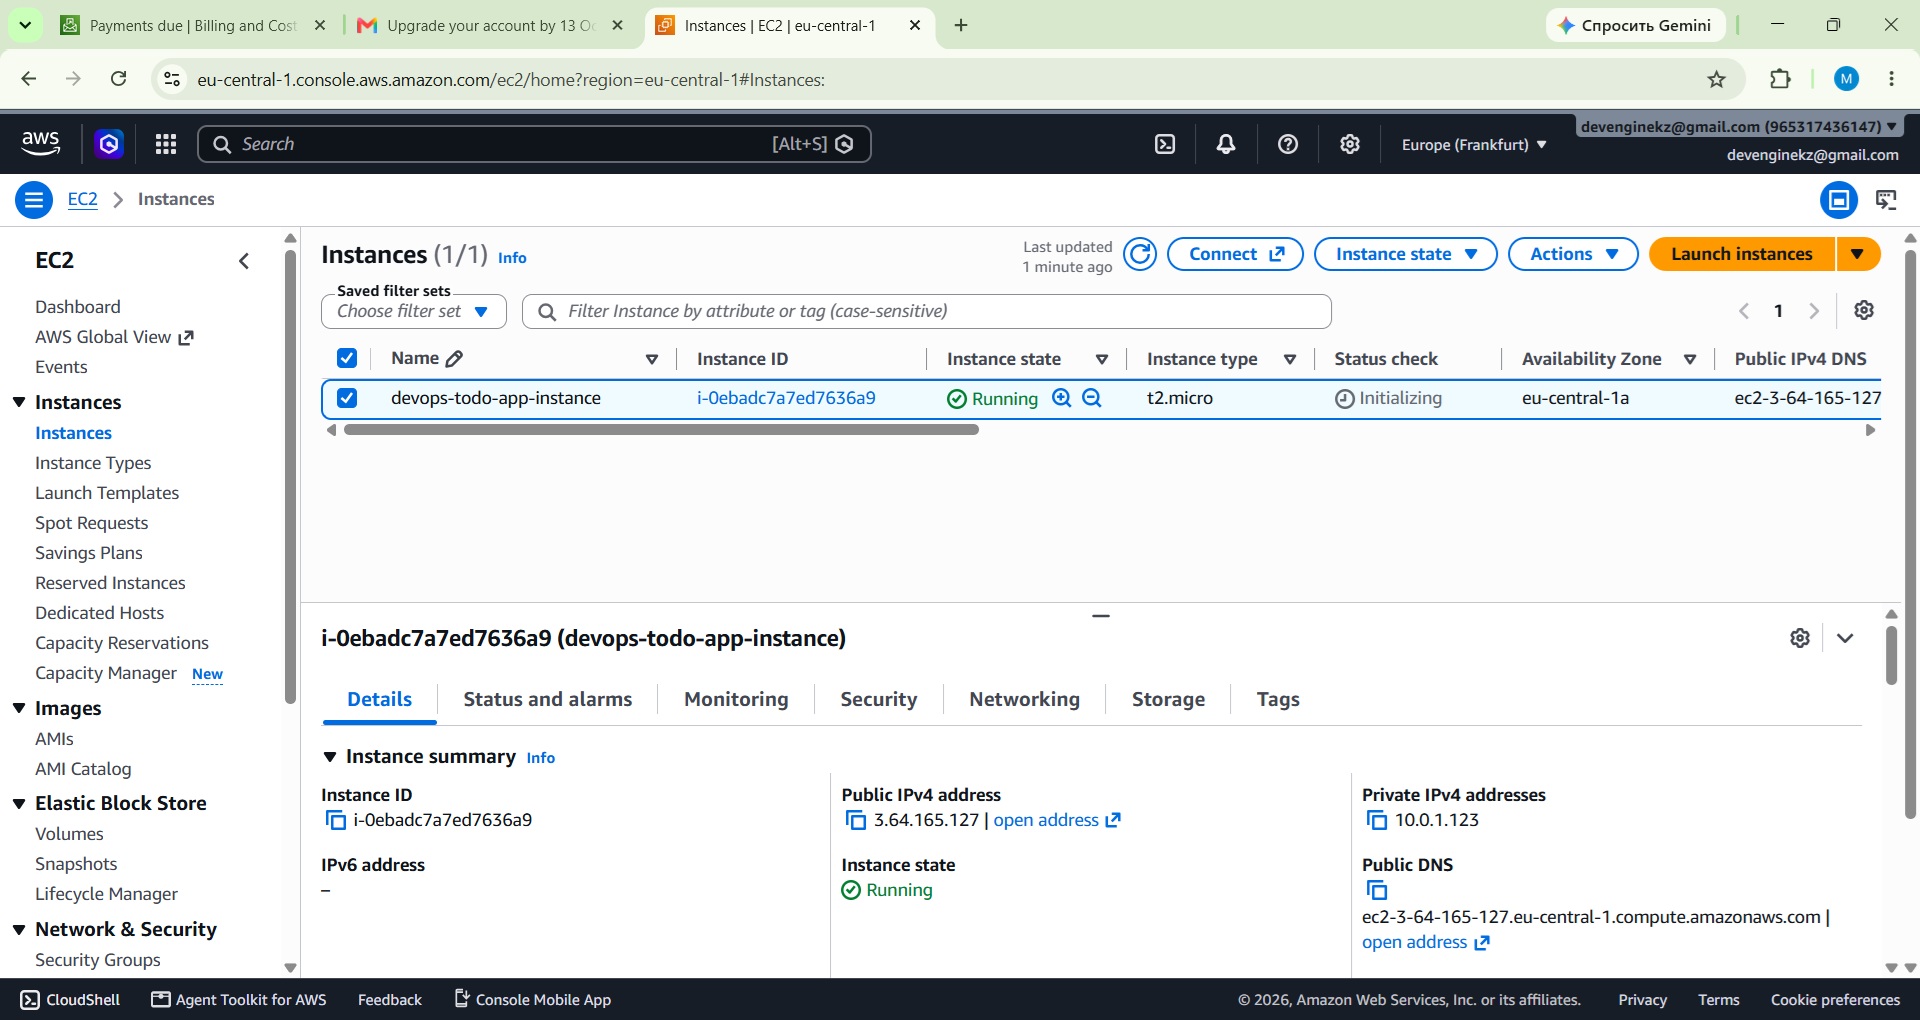 Payments due | Billing and Cost
Upgrade your account by 13 Oc
Instances | EC2 | eu-central-1
Спросить Gemini
eu-central-1.console.aws.amazon.com/ec2/home?region=eu-central-1#Instances:
M
aws
Search
[Alt+S]
Europe (Frankfurt)
devenginekz@gmail.com (965317436147)
devenginekz@gmail.com
EC2
Instances
EC2
Dashboard
AWS Global View
Events
Instances
Instances
Instance Types
Launch Templates
Spot Requests
Savings Plans
Reserved Instances
Dedicated Hosts
Capacity Reservations
Capacity Manager New
Images
AMIs
AMI Catalog
Elastic Block Store
Volumes
Snapshots
Lifecycle Manager
Network & Security
Security Groups
Instances (1/1) Info
Last updated
1 minute ago
Connect
Instance state
Actions
Launch instances
Saved filter sets
Choose filter set
Filter Instance by attribute or tag (case-sensitive)
1
Name
Instance ID
Instance state
Instance type
Status check
Availability Zone
Public IPv4 DNS
devops-todo-app-instance
i-0ebadc7a7ed7636a9
Running
t2.micro
Initializing
eu-central-1a
ec2-3-64-165-127
i-0ebadc7a7ed7636a9 (devops-todo-app-instance)
Details
Status and alarms
Monitoring
Security
Networking
Storage
Tags
Instance summary Info
Instance ID
i-0ebadc7a7ed7636a9
IPv6 address
–
Public IPv4 address
3.64.165.127 | open address
Instance state
Running
Private IPv4 addresses
10.0.1.123
Public DNS
ec2-3-64-165-127.eu-central-1.compute.amazonaws.com |
open address
CloudShell
Agent Toolkit for AWS
Feedback
Console Mobile App
© 2026, Amazon Web Services, Inc. or its affiliates.
Privacy
Terms
Cookie preferences